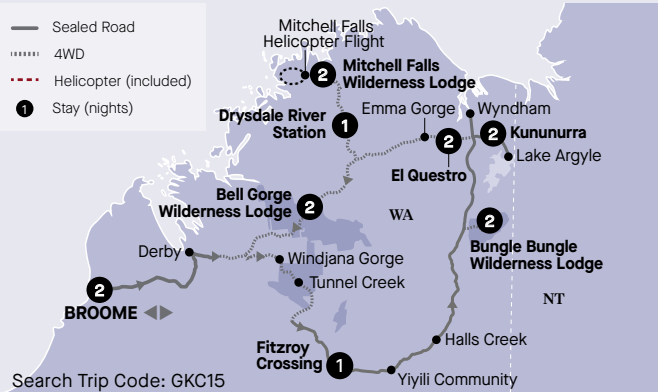 Sealed Road
4WD
Helicopter (included)
1 Stay (nights)
Mitchell Falls
Helicopter Flight
2 Mitchell Falls
Wilderness Lodge
Drysdale River
Station 1
Emma Gorge
Wyndham
2 Kununurra
Lake Argyle
2
El Questro
Bell Gorge
Wilderness Lodge 2
WA
2
Bungle Bungle
Wilderness Lodge
NT
Derby
Windjana Gorge
Tunnel Creek
2
BROOME
Halls Creek
Fitzroy
Crossing 1
Yiyili Community
Search Trip Code: GKC15